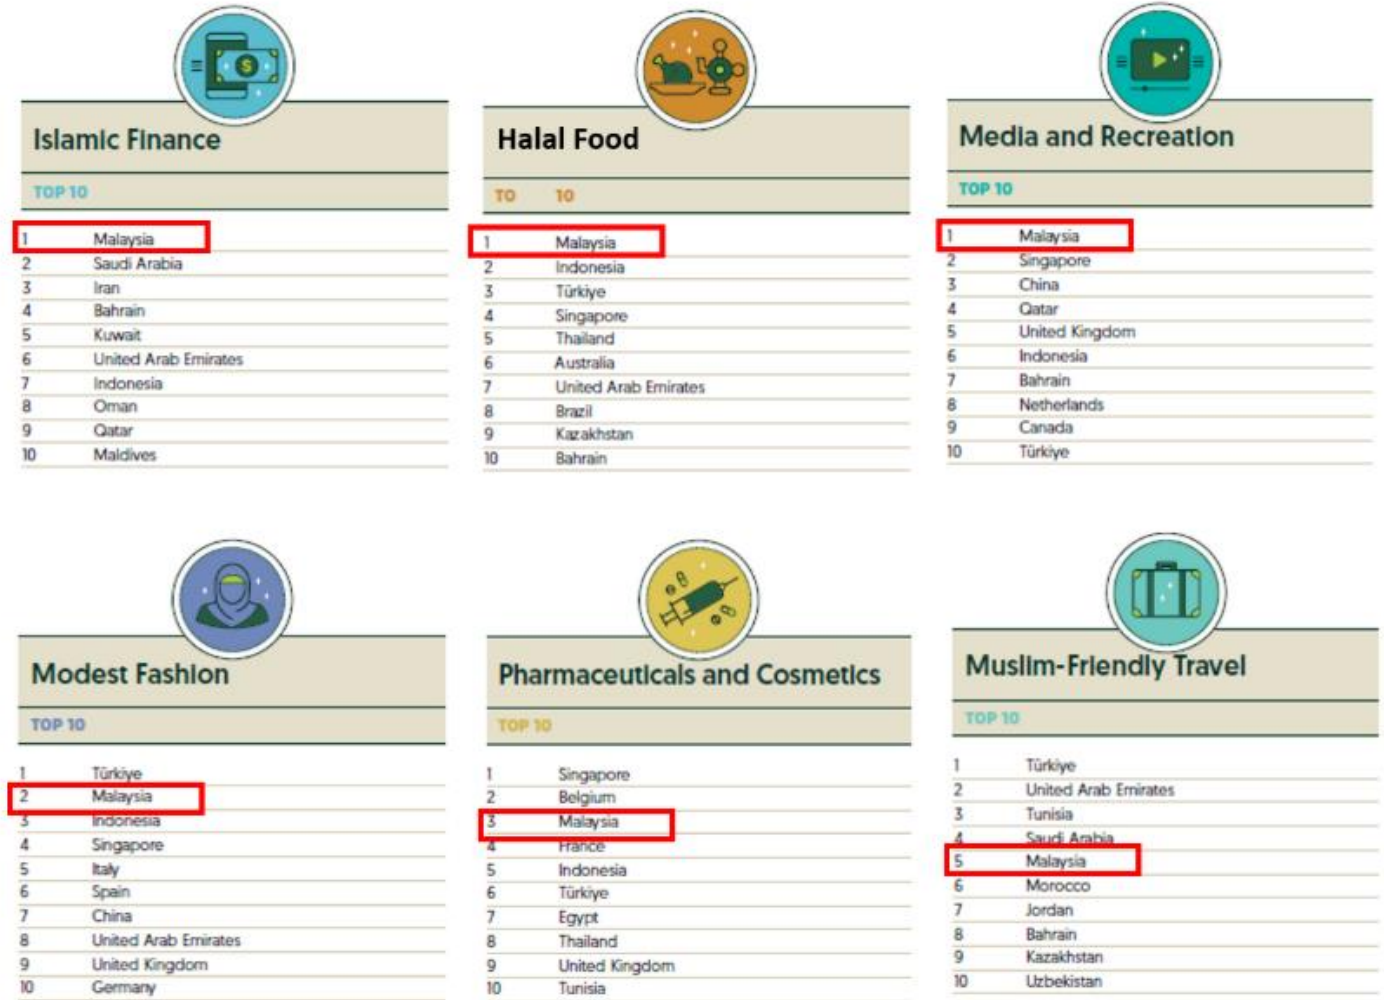 Islamic Finance
TOP 10
1 Malaysia
2 Saudi Arabia
3 Iran
4 Bahrain
5 Kuwait
6 United Arab Emirates
7 Indonesia
8 Oman
9 Qatar
10 Maldives
Halal Food
TO 10
1 Malaysia
2 Indonesia
3 Türkiye
4 Singapore
5 Thailand
6 Australia
7 United Arab Emirates
8 Brazil
9 Kazakhstan
10 Bahrain
Media and Recreation
TOP 10
1 Malaysia
2 Singapore
3 China
4 Qatar
5 United Kingdom
6 Indonesia
7 Bahrain
8 Netherlands
9 Canada
10 Türkiye
Modest Fashion
TOP 10
1 Türkiye
2 Malaysia
3 Indonesia
4 Singapore
5 Italy
6 Spain
7 China
8 United Arab Emirates
9 United Kingdom
10 Germany
Pharmaceuticals and Cosmetics
TOP 10
1 Singapore
2 Belgium
3 Malaysia
4 France
5 Indonesia
6 Türkiye
7 Egypt
8 Thailand
9 United Kingdom
10 Tunisia
Muslim-Friendly Travel
TOP 10
1 Türkiye
2 United Arab Emirates
3 Tunisia
4 Saudi Arabia
5 Malaysia
6 Morocco
7 Jordan
8 Bahrain
9 Kazakhstan
10 Uzbekistan